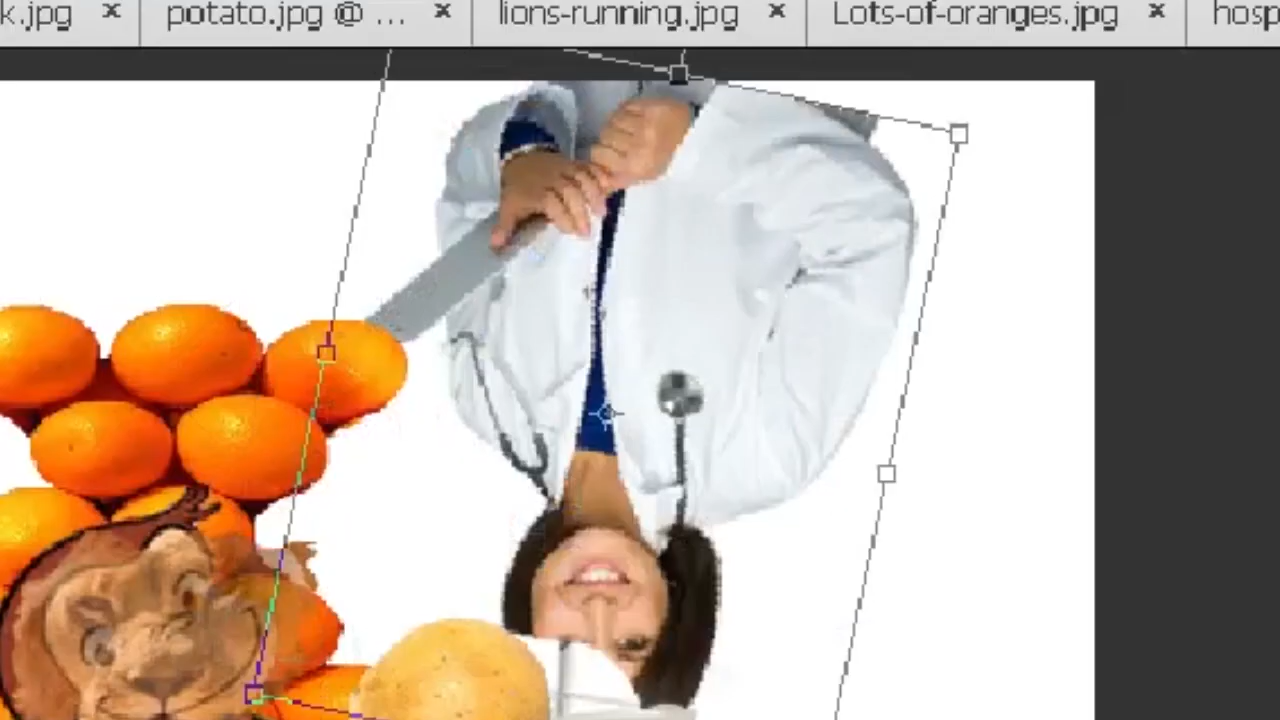 k.jpg × potato.jpg @ ... × lions-running.jpg × Lots-of-oranges.jpg × hosp